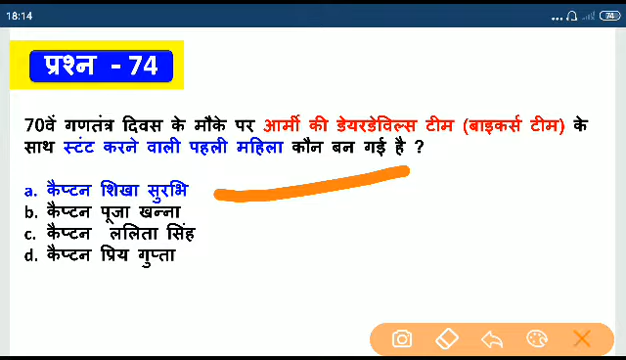 18:14
74
प्रश्न - 74
70वें गणतंत्र दिवस के मौके पर आर्मी की डेयरडेविल्स टीम (बाइकर्स टीम) के
साथ स्टंट करने वाली पहली महिला कौन बन गई है ?
a. कैप्टन शिखा सुरभि
b. कैप्टन पूजा खन्ना
c. कैप्टन ललिता सिंह
d. कैप्टन प्रिय गुप्ता